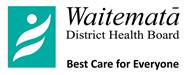 Waitematā
District Health Board
Best Care for Everyone